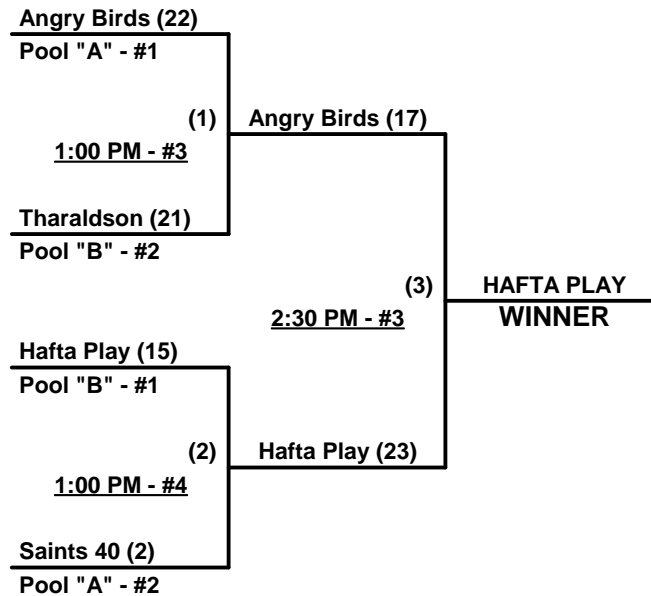 Angry Birds (22)
Pool "A" - #1
(1)
Angry Birds (17)
1:00 PM - #3
Tharaldson (21)
Pool "B" - #2
(3)
HAFTA PLAY
2:30 PM - #3
WINNER
Hafta Play (15)
Pool "B" - #1
(2)
Hafta Play (23)
1:00 PM - #4
Saints 40 (2)
Pool "A" - #2